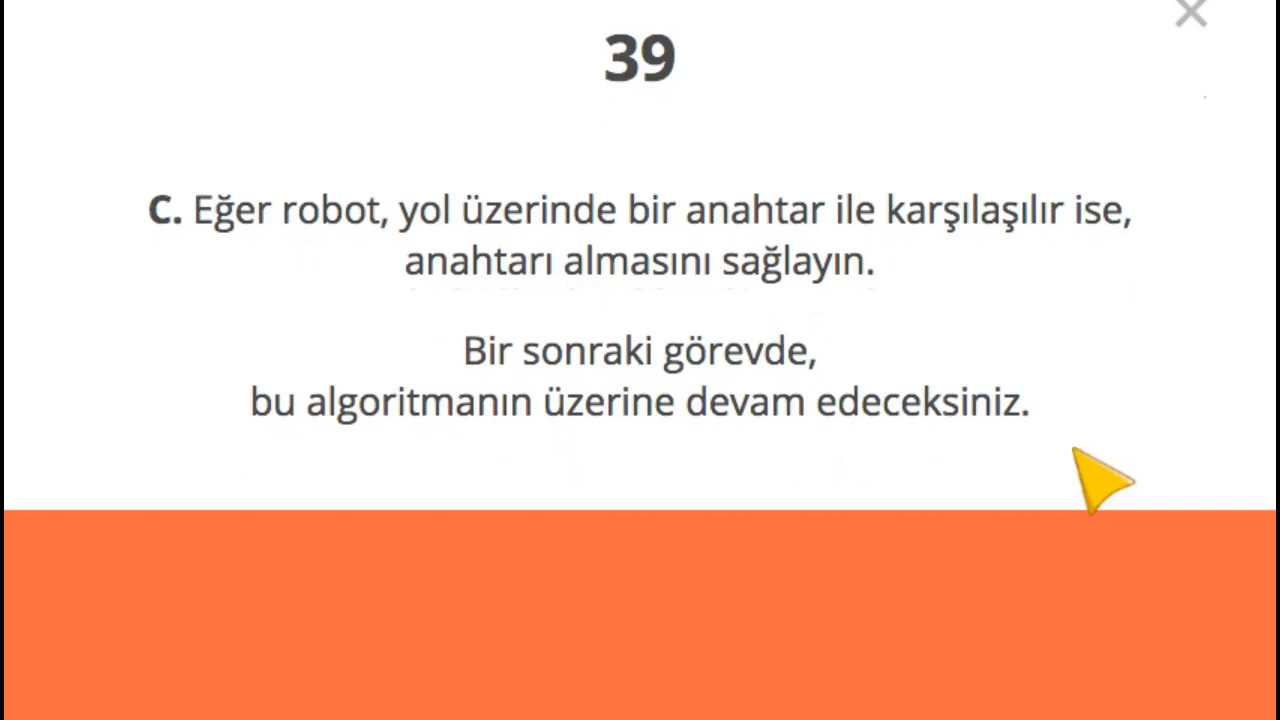 39
C. Eğer robot, yol üzerinde bir anahtar ile karşılaşılır ise,
anahtarı almasını sağlayın.
Bir sonraki görevde,
bu algoritmanın üzerine devam edeceksiniz.